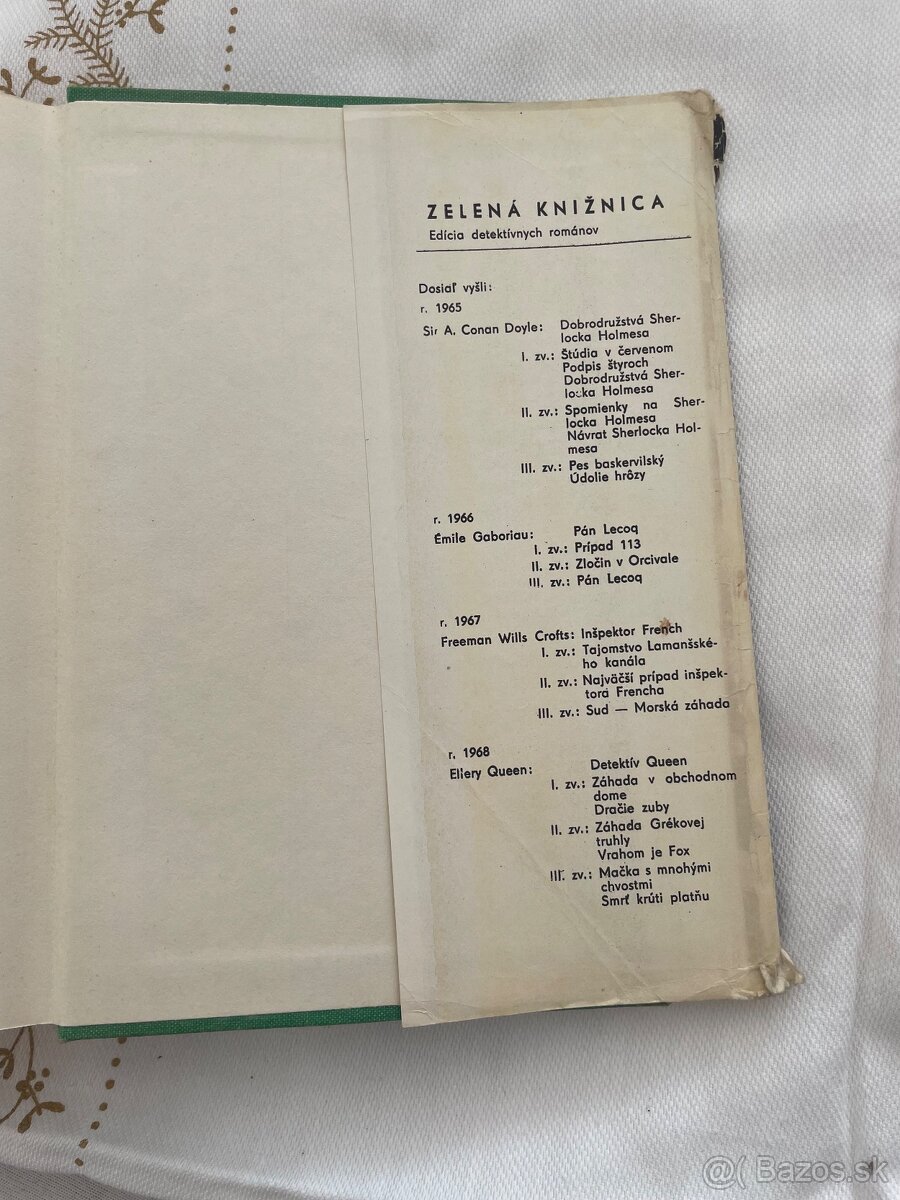 ZELENÁ KNIŽNICA
Edícia detektívnych románov
Dosiaľ vyšli:
r. 1965
Sir A. Conan Doyle: Dobrodružstvá Sher-
locka Holmesa
I. zv.: Štúdia v červenom
Podpis štyroch
Dobrodružstvá Sher-
locka Holmesa
II. zv.: Spomienky na Sher-
locka Holmesa
Návrat Sherlocka Hol-
mesa
III. zv.: Pes baskervilský
Údolie hrôzy
r. 1966
Émile Gaboriau: Pán Lecoq
I. zv.: Prípad 113
II. zv.: Zločin v Orcivale
III. zv.: Pán Lecoq
r. 1967
Freeman Wills Crofts: Inšpektor French
I. zv.: Tajomstvo Lamanšské-
ho kanála
II. zv.: Najväčší prípad inšpek-
tora Frencha
III. zv.: Sud — Morská záhada
r. 1968
Ellery Queen: Detektív Queen
I. zv.: Záhada v obchodnom
dome
Dračie zuby
II. zv.: Záhada Grékovej
truhly
Vrahom je Fox
III. zv.: Mačka s mnohými
chvostmi
Smrť krúti platňu
@( Bazos.sk